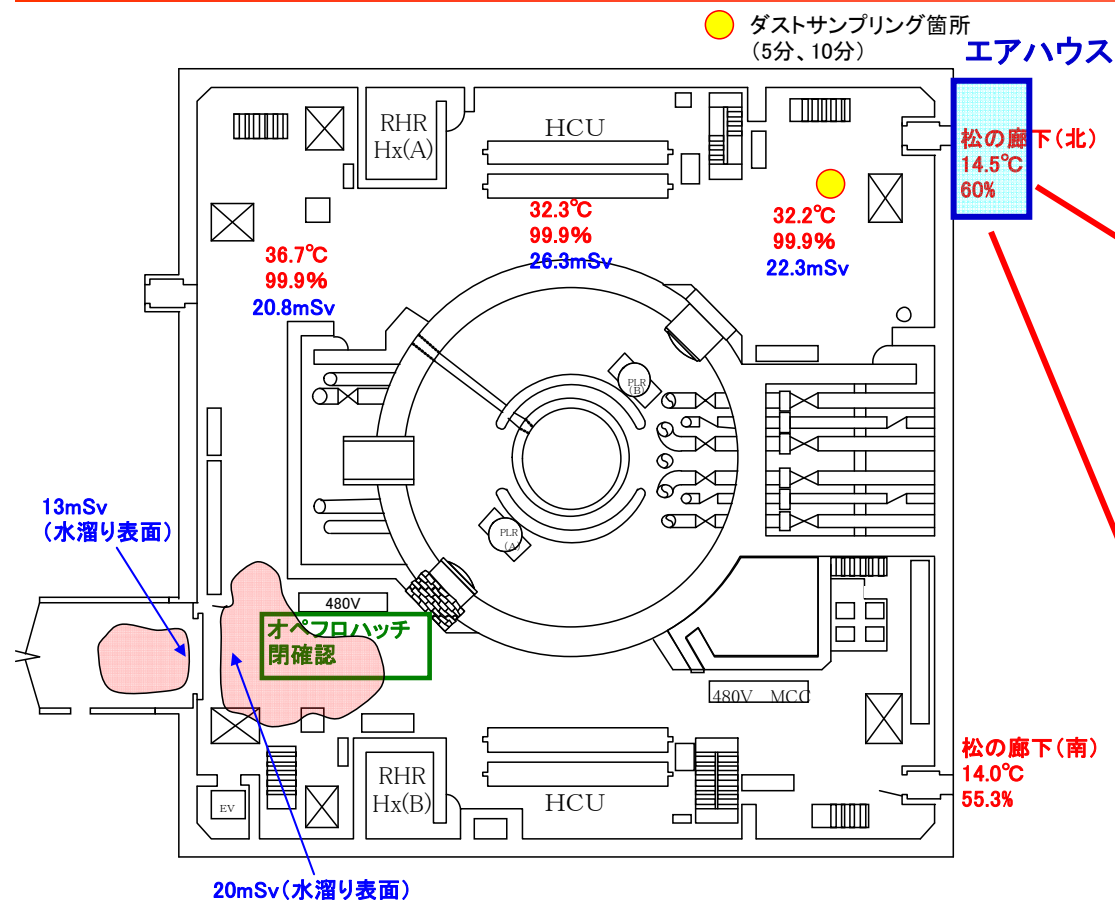 ダストサンプリング箇所
(5分、10分)
エアハウス
RHR
Hx(A)
HCU
松の廊下(北)
14.5℃
60%
36.7℃
99.9%
20.8mSv
32.3℃
99.9%
26.3mSv
32.2℃
99.9%
22.3mSv
PLR
(B)
PLR
(A)
13mSv
(水溜り表面)
480V
オペフロハッチ
閉確認
480V MCC
松の廊下(南)
14.0℃
55.3%
RHR
Hx(B)
HCU
EV
20mSv(水溜り表面)